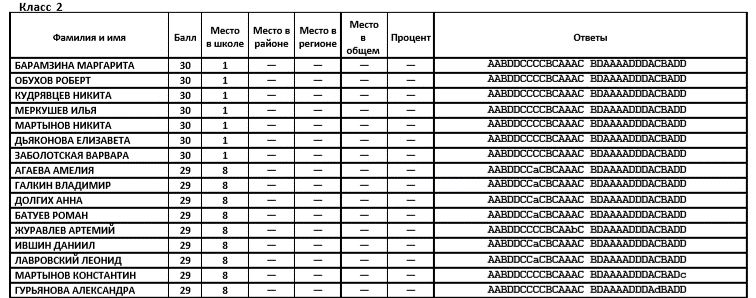 Класс 2
Фамилия и имя Балл Место в школе Место в районе Место в регионе Место в общем Процент Ответы
БАРАМЗИНА МАРГАРИТА 30 1 — — — — AABDDCCCCBCAAAC BDAAAADDDACBADD
ОБУХОВ РОБЕРТ 30 1 — — — — AABDDCCCCBCAAAC BDAAAADDDACBADD
КУДРЯВЦЕВ НИКИТА 30 1 — — — — AABDDCCCCBCAAAC BDAAAADDDACBADD
МЕРКУШЕВ ИЛЬЯ 30 1 — — — — AABDDCCCCBCAAAC BDAAAADDDACBADD
МАРТЫНОВ НИКИТА 30 1 — — — — AABDDCCCCBCAAAC BDAAAADDDACBADD
ДЬЯКОНОВА ЕЛИЗАВЕТА 30 1 — — — — AABDDCCCCBCAAAC BDAAAADDDACBADD
ЗАБОЛОТСКАЯ ВАРВАРА 30 1 — — — — AABDDCCCCBCAAAC BDAAAADDDACBADD
АГАЕВА АМЕЛИЯ 29 8 — — — — AABDDCCaCBCAAAC BDAAAADDDACBADD
ГАЛКИН ВЛАДИМИР 29 8 — — — — AABDDCCaCBCAAAC BDAAAADDDACBADD
ДОЛГИХ АННА 29 8 — — — — AABDDCCaCBCAAAC BDAAAADDDACBADD
БАТУЕВ РОМАН 29 8 — — — — AABDDCCaCBCAAAC BDAAAADDDACBADD
ЖУРАВЛЕВ АРТЕМИЙ 29 8 — — — — AABDDCCCCBCAAbC BDAAAADDDACBADD
ИВШИН ДАНИИЛ 29 8 — — — — AABDDCCaCBCAAAC BDAAAADDDACBADD
ЛАВРОВСКИЙ ЛЕОНИД 29 8 — — — — AABDDCCaCBCAAAC BDAAAADDDACBADD
МАРТЫНОВ КОНСТАНТИН 29 8 — — — — AABDDCCCCBCAAAC BDAAAADDDACBADc
ГУРЬЯНОВА АЛЕКСАНДРА 29 8 — — — — AABDDCCCCBCAAAC BDAAAADDDAdBADD